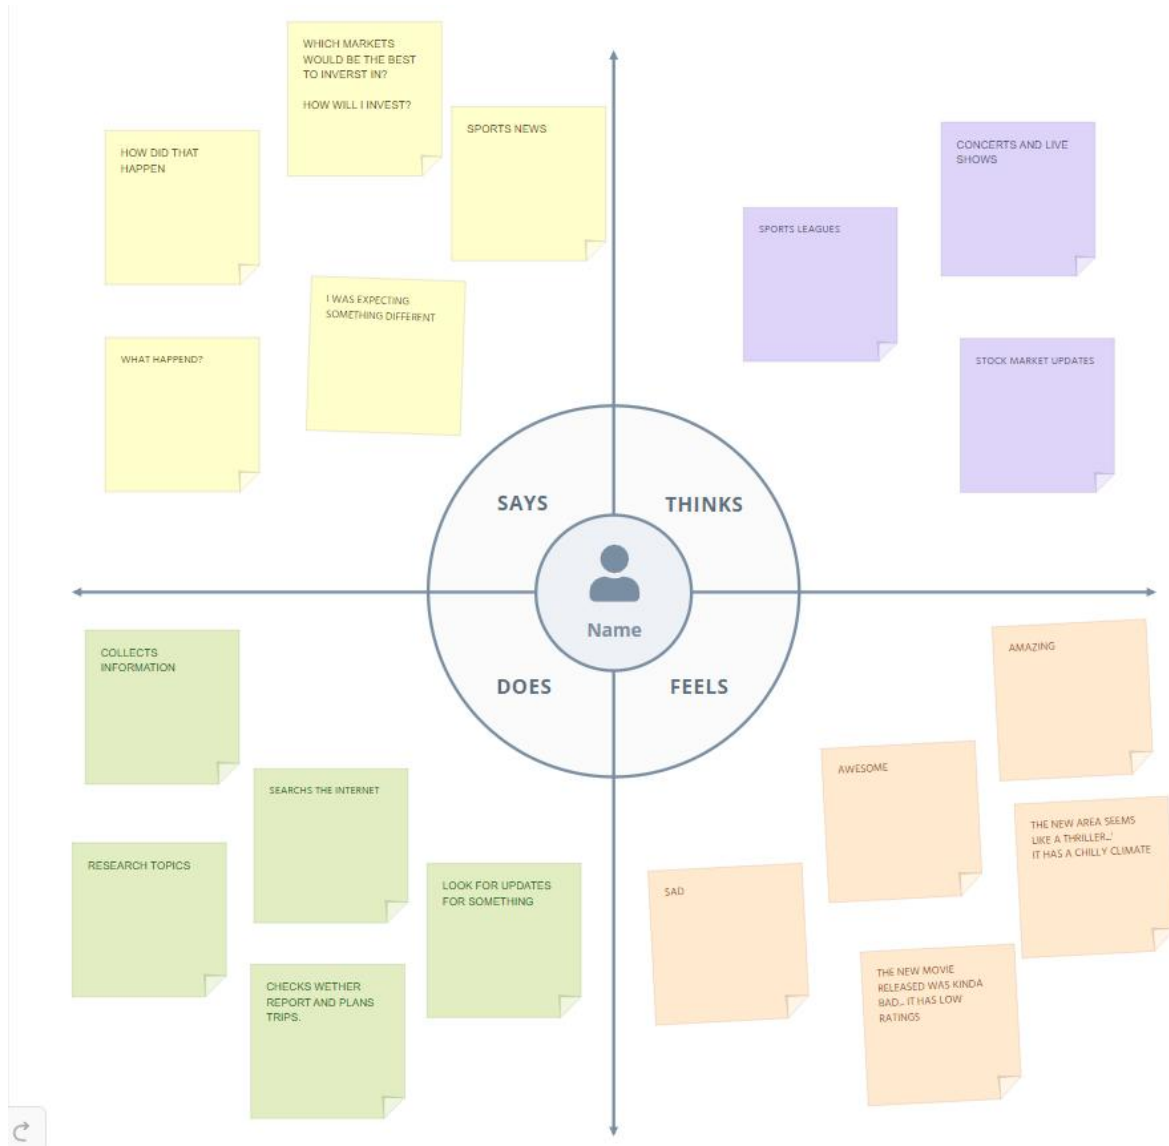 WHICH MARKETS
WOULD BE THE BEST
TO INVERST IN?
HOW WILL I INVEST?
SPORTS NEWS
HOW DID THAT
HAPPEN
I WAS EXPECTING
SOMETHING DIFFERENT
WHAT HAPPEND?
CONCERTS AND LIVE
SHOWS
SPORTS LEAGUES
STOCK MARKET UPDATES
SAYS
THINKS
Name
DOES
FEELS
COLLECTS
INFORMATION
SEARCHS THE INTERNET
RESEARCH TOPICS
LOOK FOR UPDATES
FOR SOMETHING
CHECKS WETHER
REPORT AND PLANS
TRIPS.
AMAZING
AWESOME
THE NEW AREA SEEMS
LIKE A THRILLER..!
IT HAS A CHILLY CLIMATE
SAD
THE NEW MOVIE
RELEASED WAS KINDA
BAD.. IT HAS LOW
RATINGS